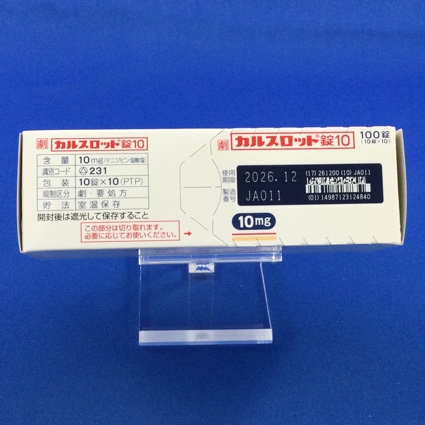 劇 カルスロット錠10
含量 10mg(マニジピン塩酸塩)
識別コード 231
包装 10錠×10(PTP)
規制区分 劇・要処方
貯法 室温保存
開封後は遮光して保存すること
この部分は切り取れます。
必要に応じてお使いください。
劇 カルスロット錠10 100錠
(10錠×10)
使用期限 2026.12
製造番号 JA011
(17) 261200 (10) JA011
(01) 14987123124840
10mg